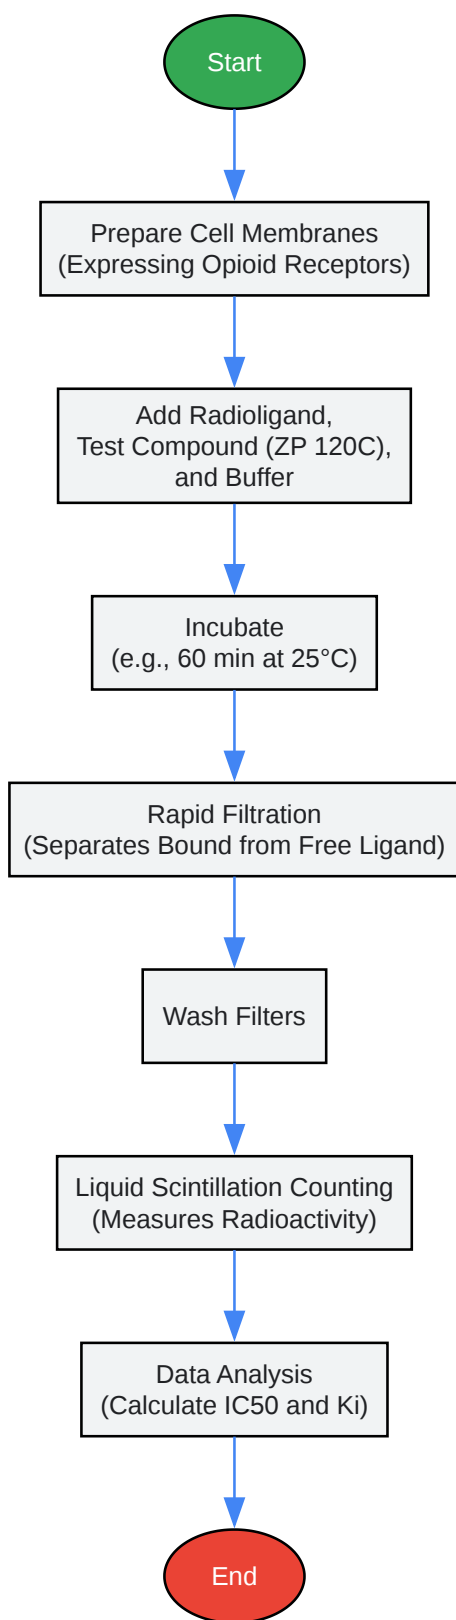 Start
Prepare Cell Membranes
(Expressing Opioid Receptors)
Add Radioligand,
Test Compound (ZP 120C),
and Buffer
Incubate
(e.g., 60 min at 25°C)
Rapid Filtration
(Separates Bound from Free Ligand)
Wash Filters
Liquid Scintillation Counting
(Measures Radioactivity)
Data Analysis
(Calculate IC50 and Ki)
End